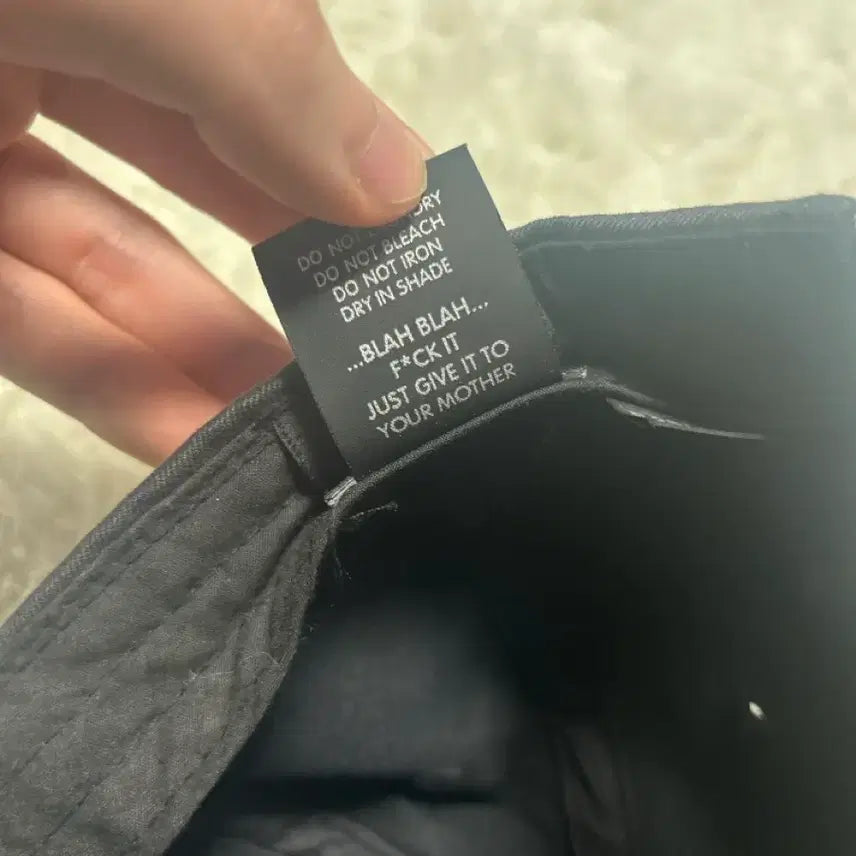 DO NOT DRY
DO NOT BLEACH
DO NOT IRON
DRY IN SHADE
...BLAH BLAH...
F*CK IT
JUST GIVE IT TO
YOUR MOTHER